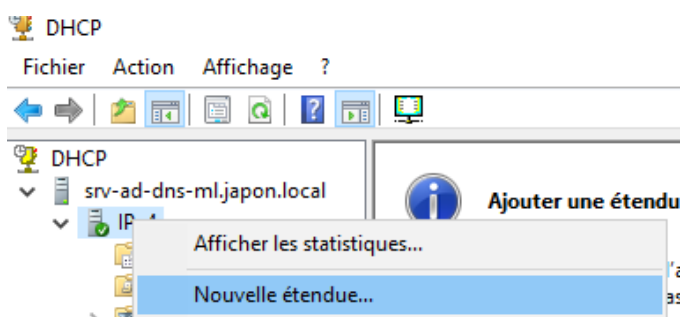 DHCP
Fichier Action Affichage ?
DHCP
srv-ad-dns-ml.japon.local
Ajouter une étendu
Afficher les statistiques...
Nouvelle étendue...